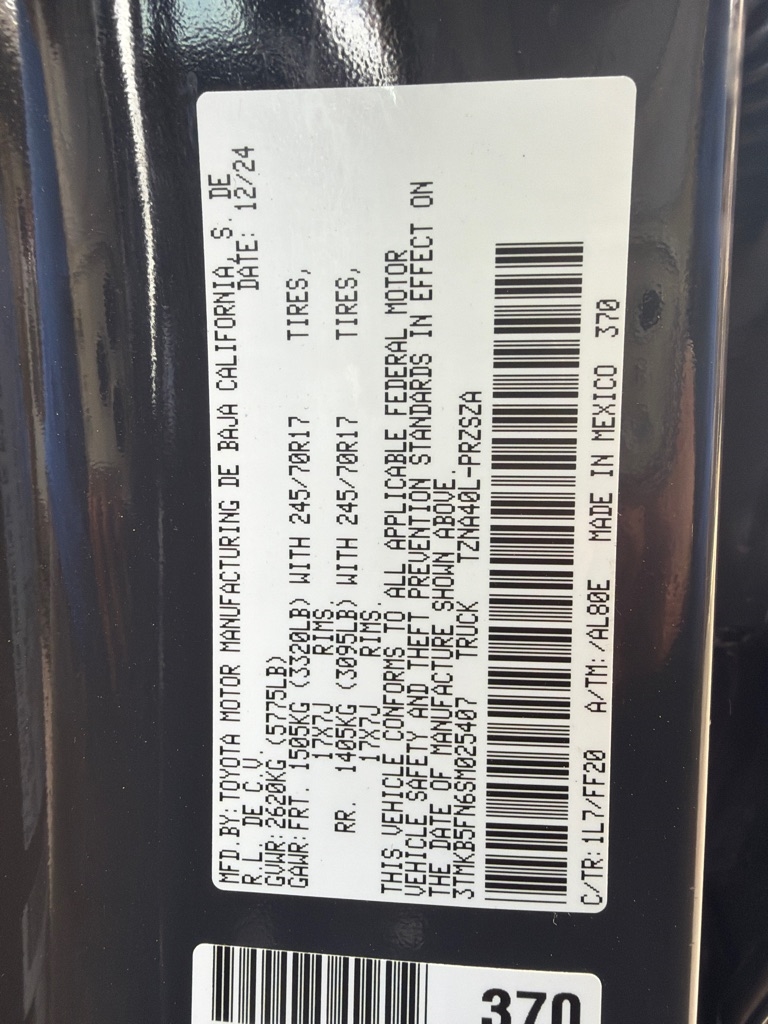 MFD BY: TOYOTA MOTOR MANUFACTURING DE BAJA CALIFORNIA, S. DE
R.L. DE C.V. DATE: 12/24
GVWR: 2620KG (5775LB)
GAWR: FRT. 1505KG (3320LB) WITH 245/70R17 TIRES,
17X7J RIMS.
RR. 1405KG (3095LB) WITH 245/70R17 TIRES,
17X7J RIMS.
THIS VEHICLE CONFORMS TO ALL APPLICABLE FEDERAL MOTOR
VEHICLE SAFETY AND THEFT PREVENTION STANDARDS IN EFFECT ON
THE DATE OF MANUFACTURE SHOWN ABOVE.
3TMKB5FN6SM025407 TRUCK TZNA40L-PRZSZA
C/TR: 1L7/FF20 A/TM: /AL80E MADE IN MEXICO 370
370